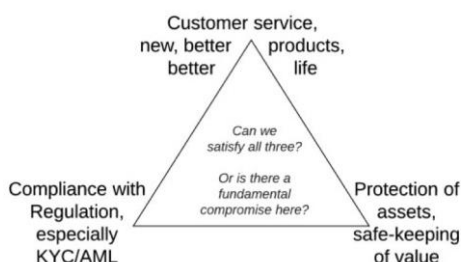 Customer service,
new, better products,
better life
Can we
satisfy all three?
Or is there a
fundamental
compromise here?
Compliance with
Regulation,
especially
KYC/AML
Protection of
assets,
safe-keeping
of value